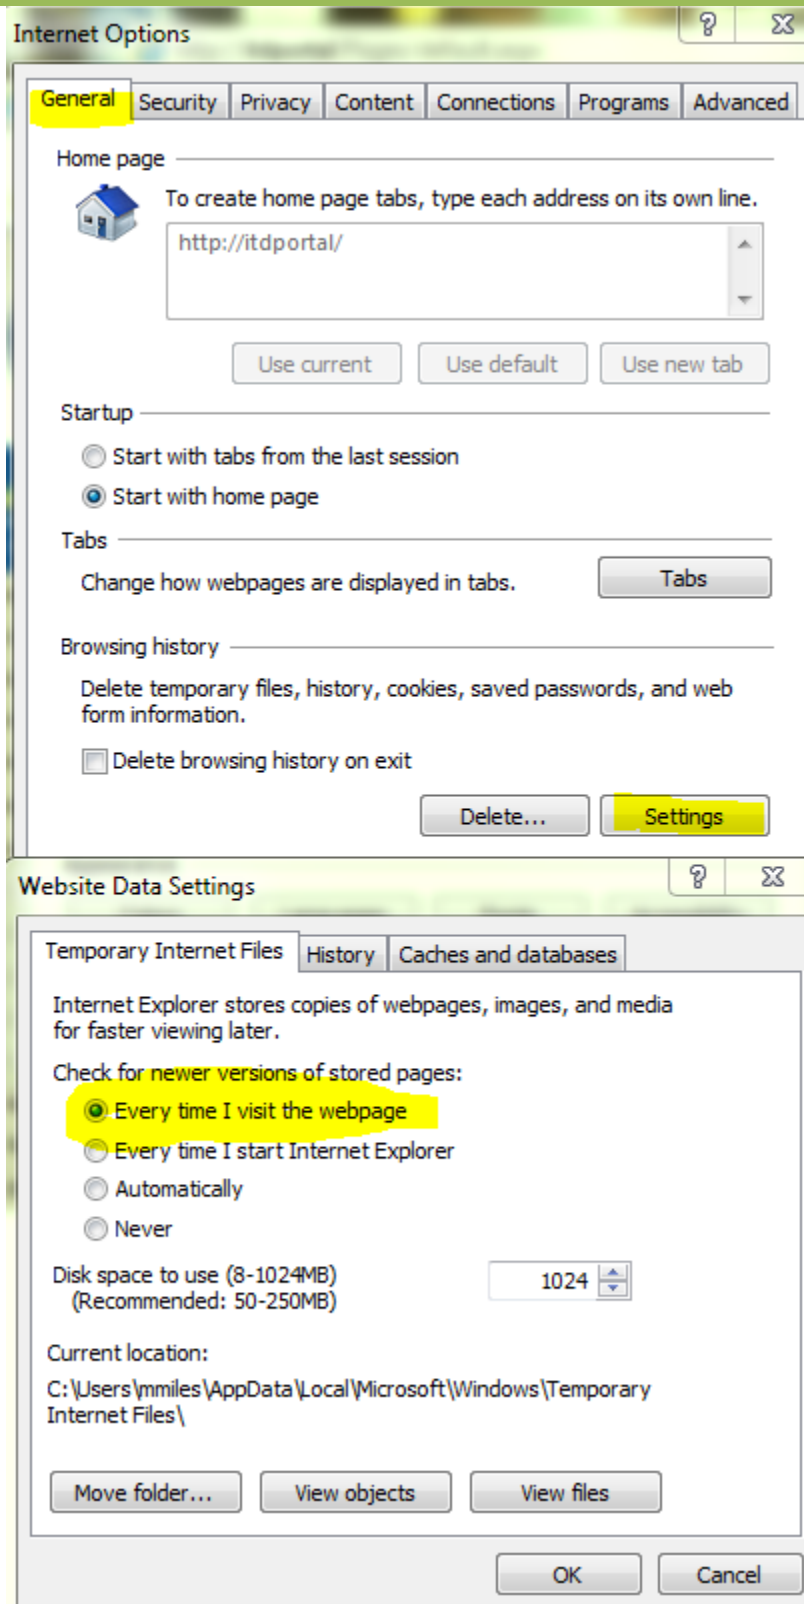 Internet Options
General Security Privacy Content Connections Programs Advanced
Home page
To create home page tabs, type each address on its own line.
http://itdportal/
Use current Use default Use new tab
Startup
Start with tabs from the last session
Start with home page
Tabs
Change how webpages are displayed in tabs. Tabs
Browsing history
Delete temporary files, history, cookies, saved passwords, and web
form information.
Delete browsing history on exit
Delete... Settings
Website Data Settings
Temporary Internet Files History Caches and databases
Internet Explorer stores copies of webpages, images, and media
for faster viewing later.
Check for newer versions of stored pages:
Every time I visit the webpage
Every time I start Internet Explorer
Automatically
Never
Disk space to use (8-1024MB) 1024
(Recommended: 50-250MB)
Current location:
C:\Users\mmiles\AppData\Local\Microsoft\Windows\Temporary
Internet Files\
Move folder... View objects View files
OK Cancel